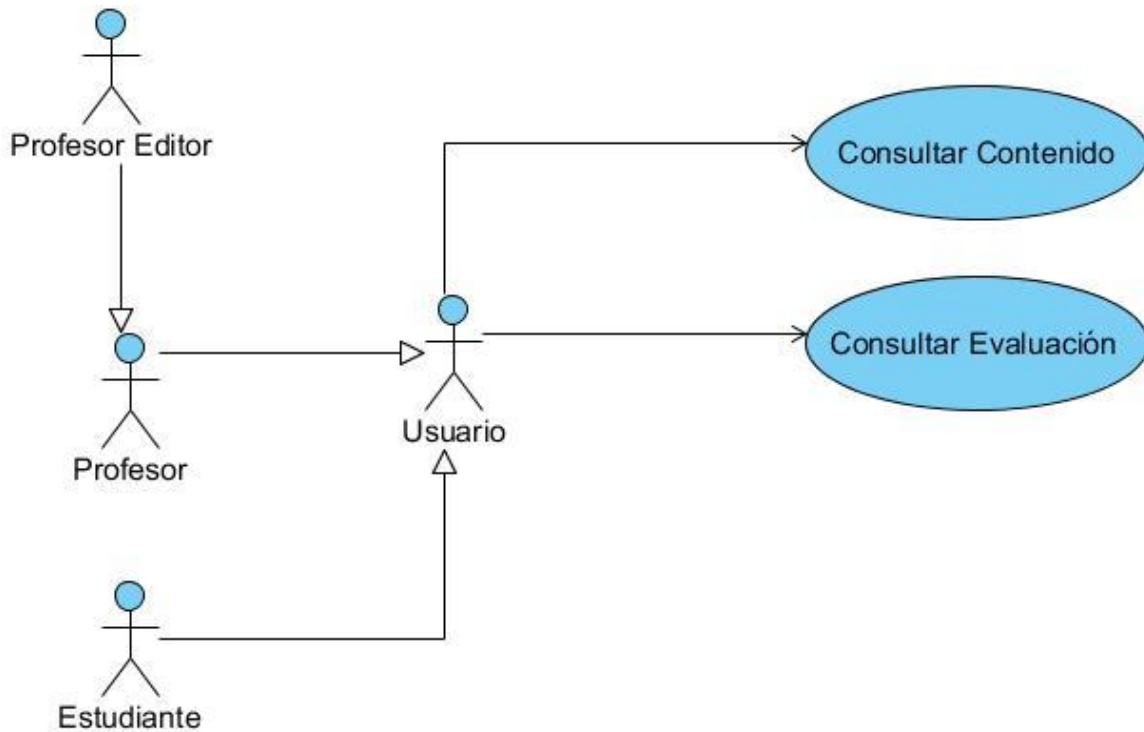 Profesor Editor
Consultar Contenido
Consultar Evaluación
Usuario
Profesor
Estudiante